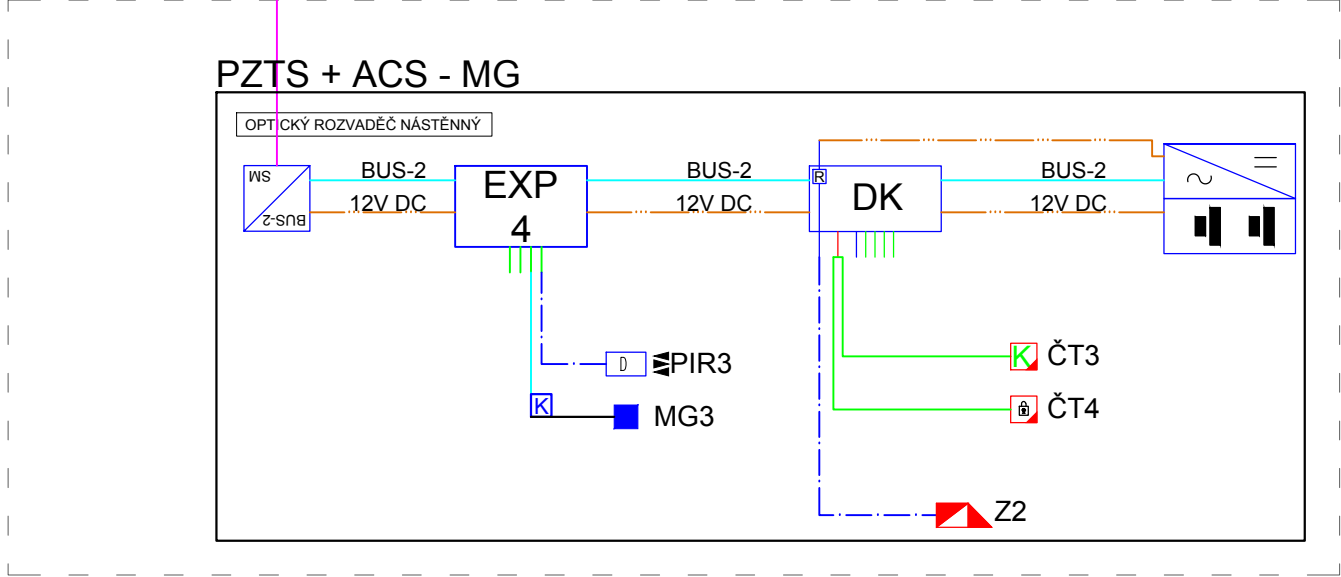 PZTS + ACS - MG
OPTICKÝ ROZVADĚČ NÁSTĚNNÝ
SM
BUS-2
BUS-2
12V DC
EXP
4
BUS-2
12V DC
R
DK
BUS-2
12V DC
D
PIR3
K
MG3
K
ČT3
ČT4
Z2